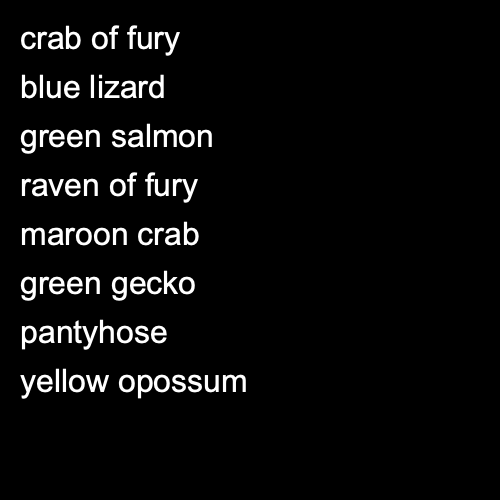 crab of fury
blue lizard
green salmon
raven of fury
maroon crab
green gecko
pantyhose
yellow opossum